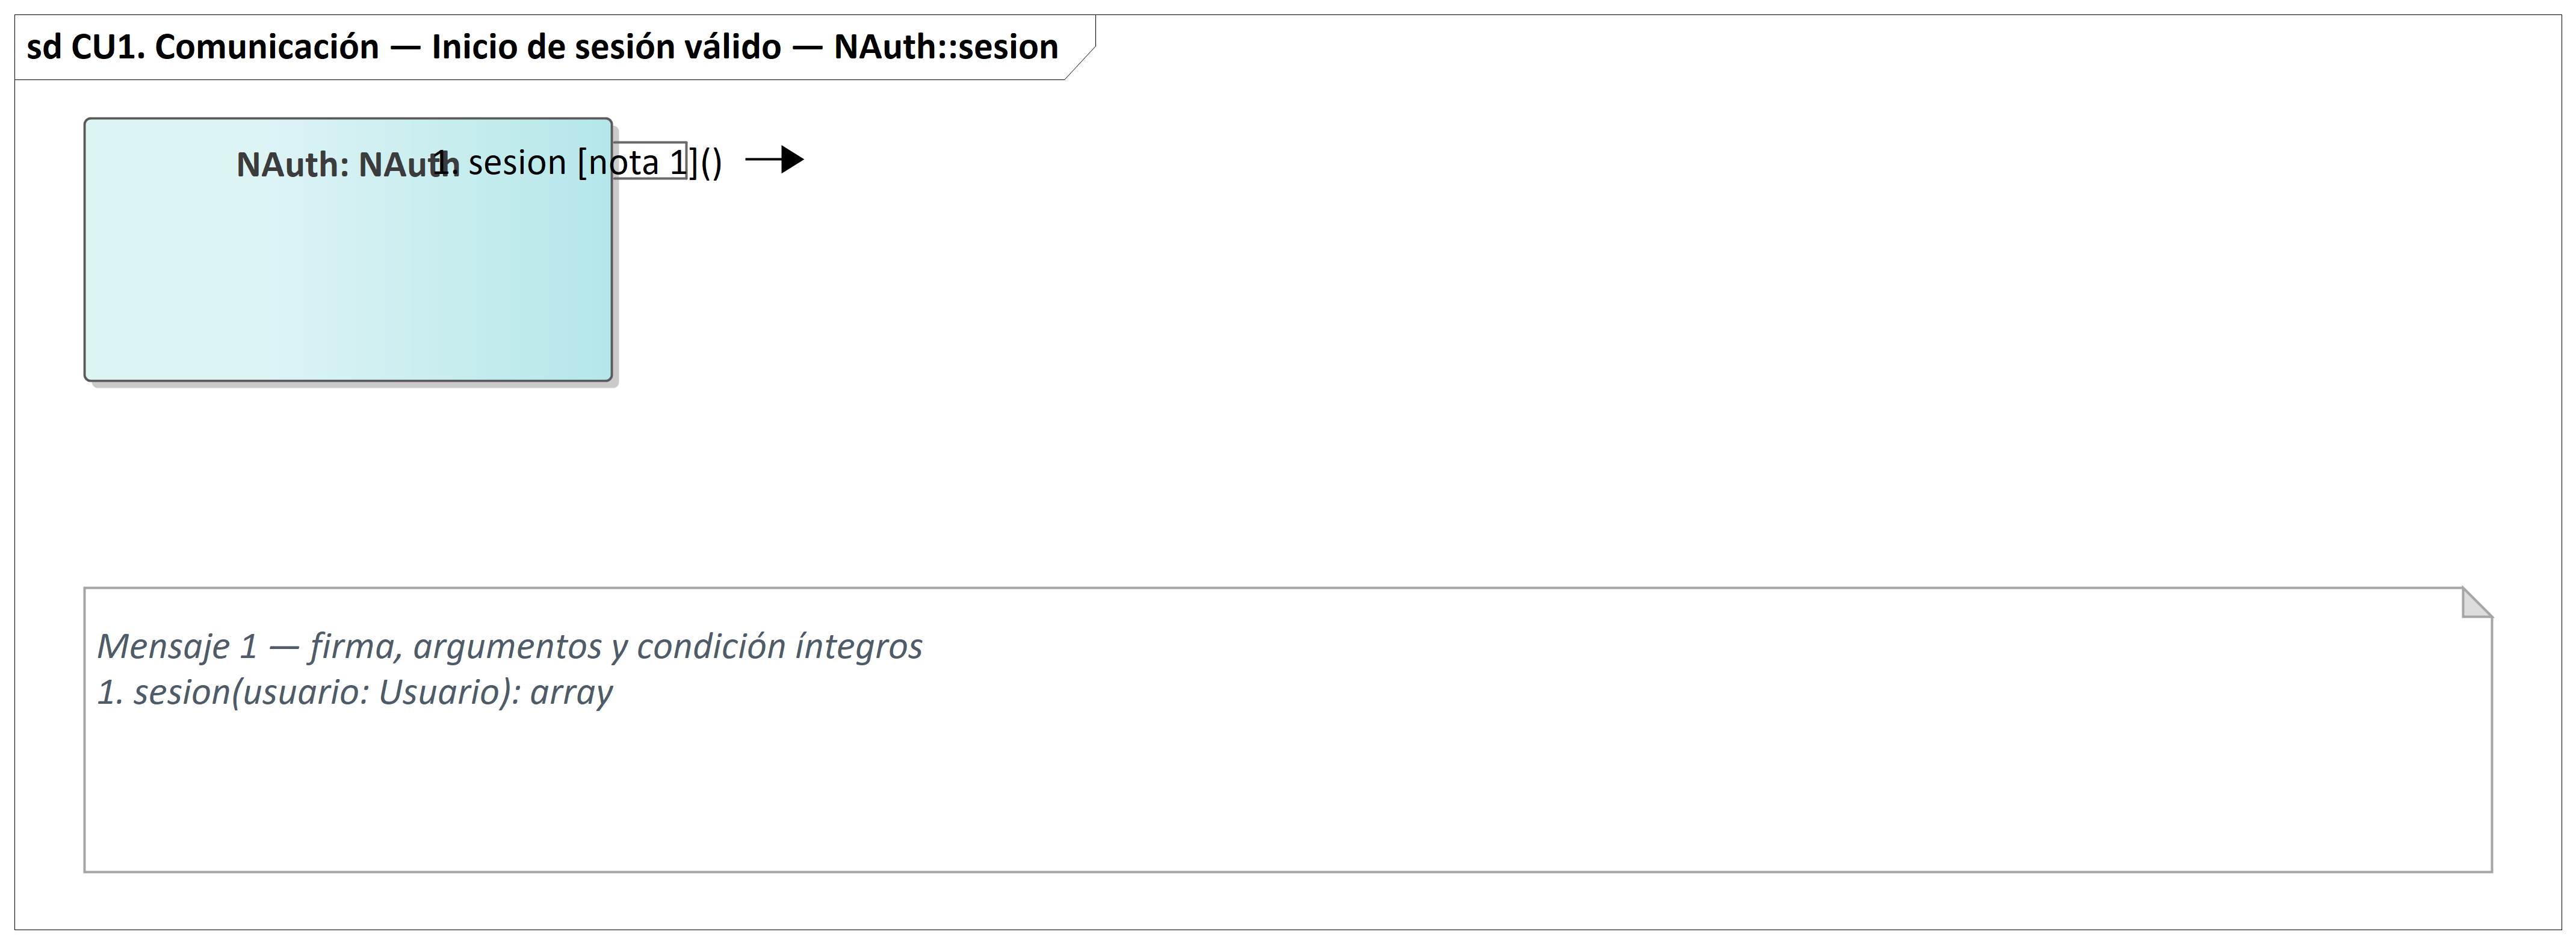 sd CU1. Comunicación — Inicio de sesión válido — NAuth::sesion
NAuth: NAuth
1. sesion [nota 1]()
Mensaje 1 — firma, argumentos y condición íntegros
1. sesion(usuario: Usuario): array